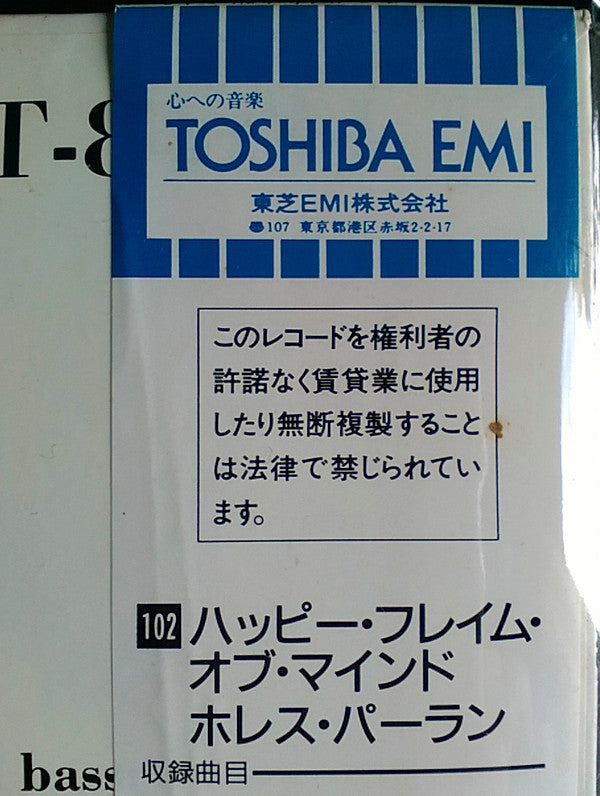 T-8
心への音楽
TOSHIBA EMI
東芝EMI株式会社
〠107 東京都港区赤坂2-2-17
このレコードを権利者の
許諾なく賃貸業に使用
したり無断複製すること
は法律で禁じられてい
ます。
102 ハッピー・フレイム・
オブ・マインド
ホレス・パーラン
bass
収録曲目